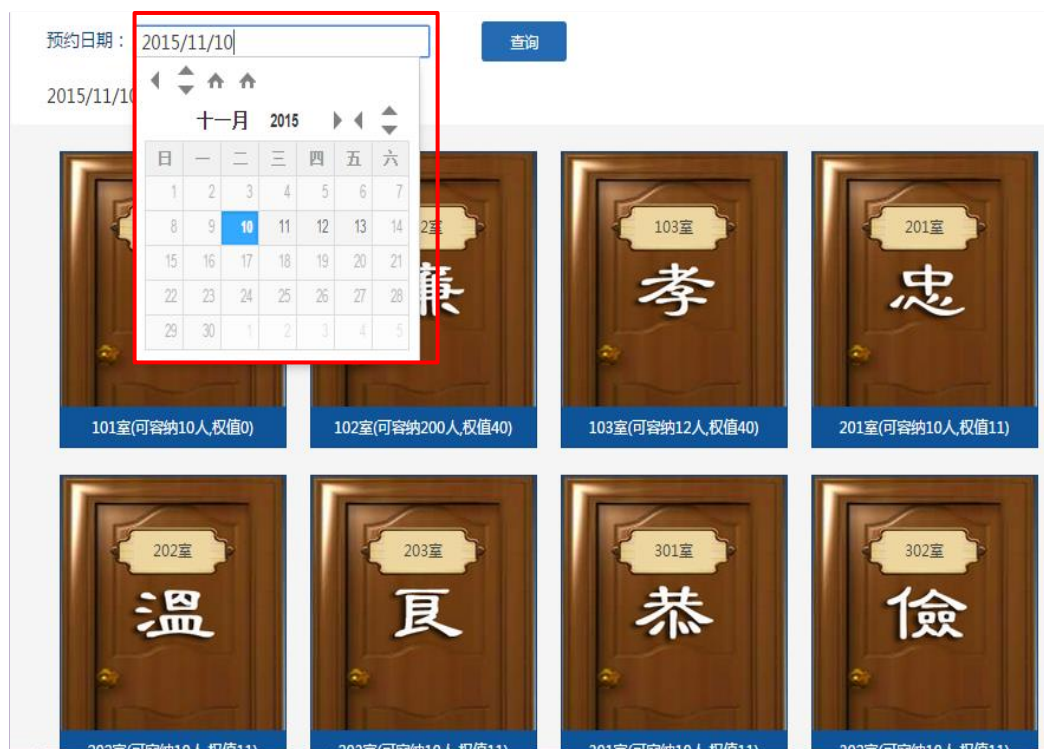 预约日期： 2015/11/10 查询
2015/11/10
十一月 2015
日 一 二 三 四 五 六
1 2 3 4 5 6 7
8 9 10 11 12 13 14
15 16 17 18 19 20 21
22 23 24 25 26 27 28
29 30 1 2 3 4 5
2室 103室 201室
廉 孝 忠
101室(可容纳10人,权值0) 102室(可容纳200人,权值40) 103室(可容纳12人,权值40) 201室(可容纳10人,权值11)
202室 203室 301室 302室
溫 良 恭 儉